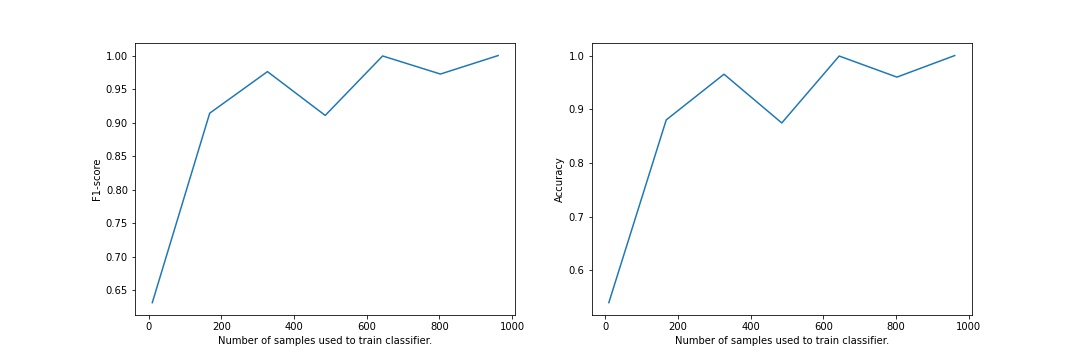 1.00
0.95
0.90
0.85
0.80
0.75
0.70
0.65
F1-score
0 200 400 600 800 1000
Number of samples used to train classifier.
1.0
0.9
0.8
0.7
0.6
Accuracy
0 200 400 600 800 1000
Number of samples used to train classifier.